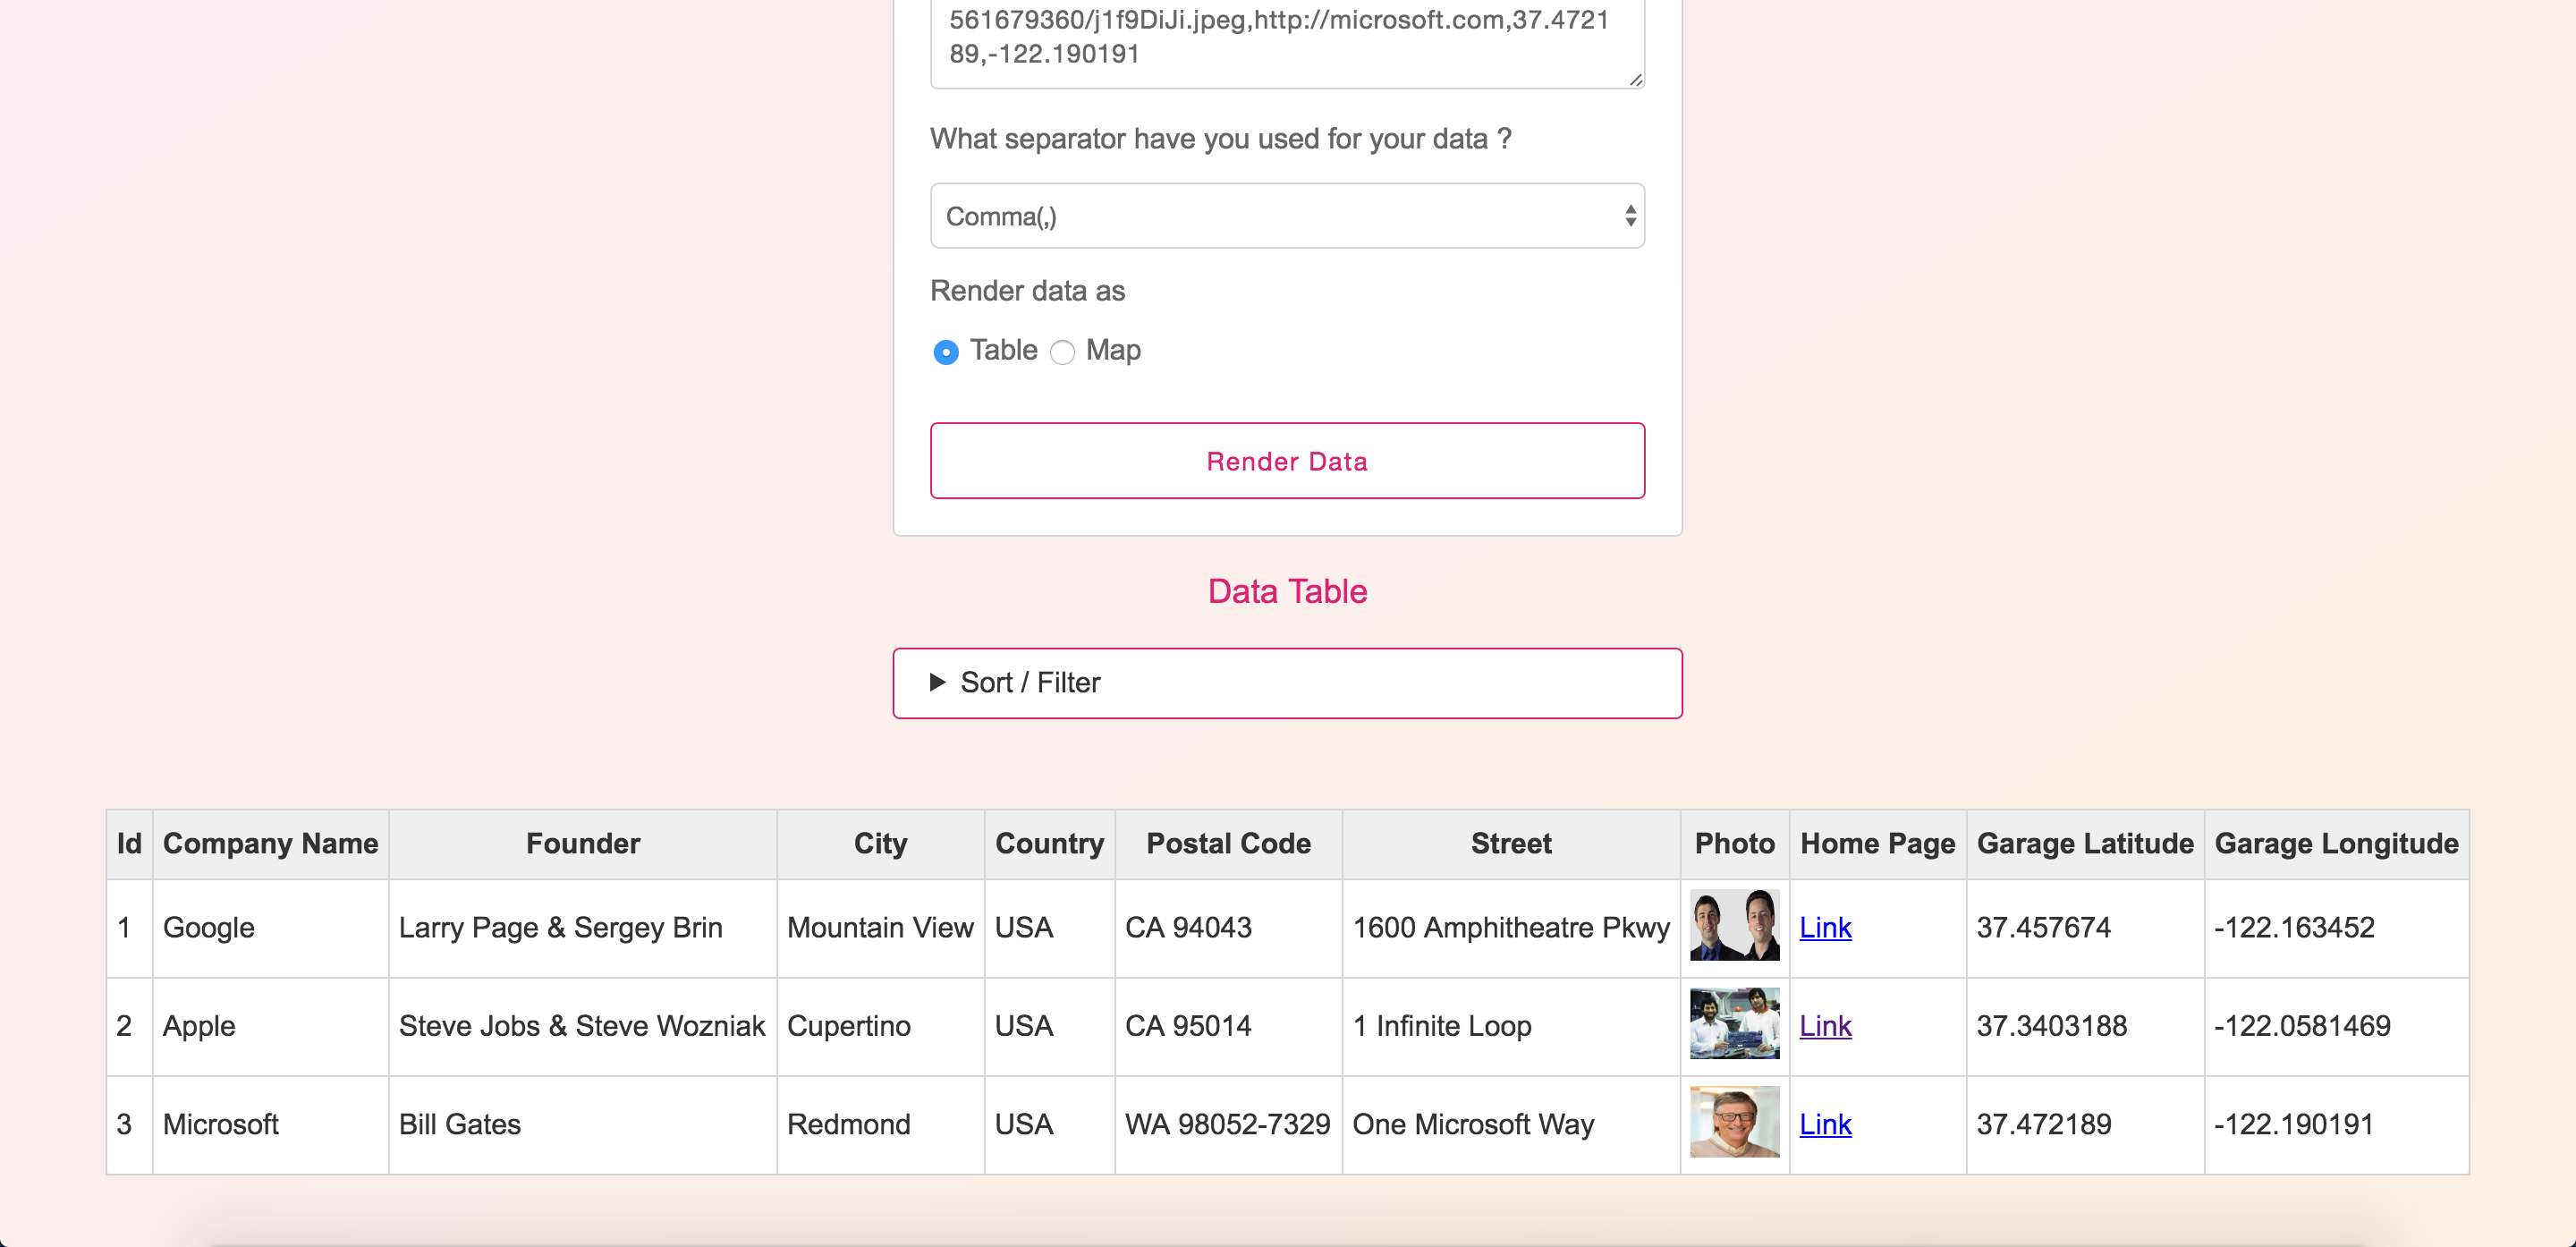 561679360/j1f9DiJi.jpeg,http://microsoft.com,37.4721
89,-122.190191
What separator have you used for your data ?
Comma(,)
Render data as
Table Map
Render Data
Data Table
Sort / Filter
Id Company Name Founder City Country Postal Code Street Photo Home Page Garage Latitude Garage Longitude
1 Google Larry Page & Sergey Brin Mountain View USA CA 94043 1600 Amphitheatre Pkwy Link 37.457674 -122.163452
2 Apple Steve Jobs & Steve Wozniak Cupertino USA CA 95014 1 Infinite Loop Link 37.3403188 -122.0581469
3 Microsoft Bill Gates Redmond USA WA 98052-7329 One Microsoft Way Link 37.472189 -122.190191